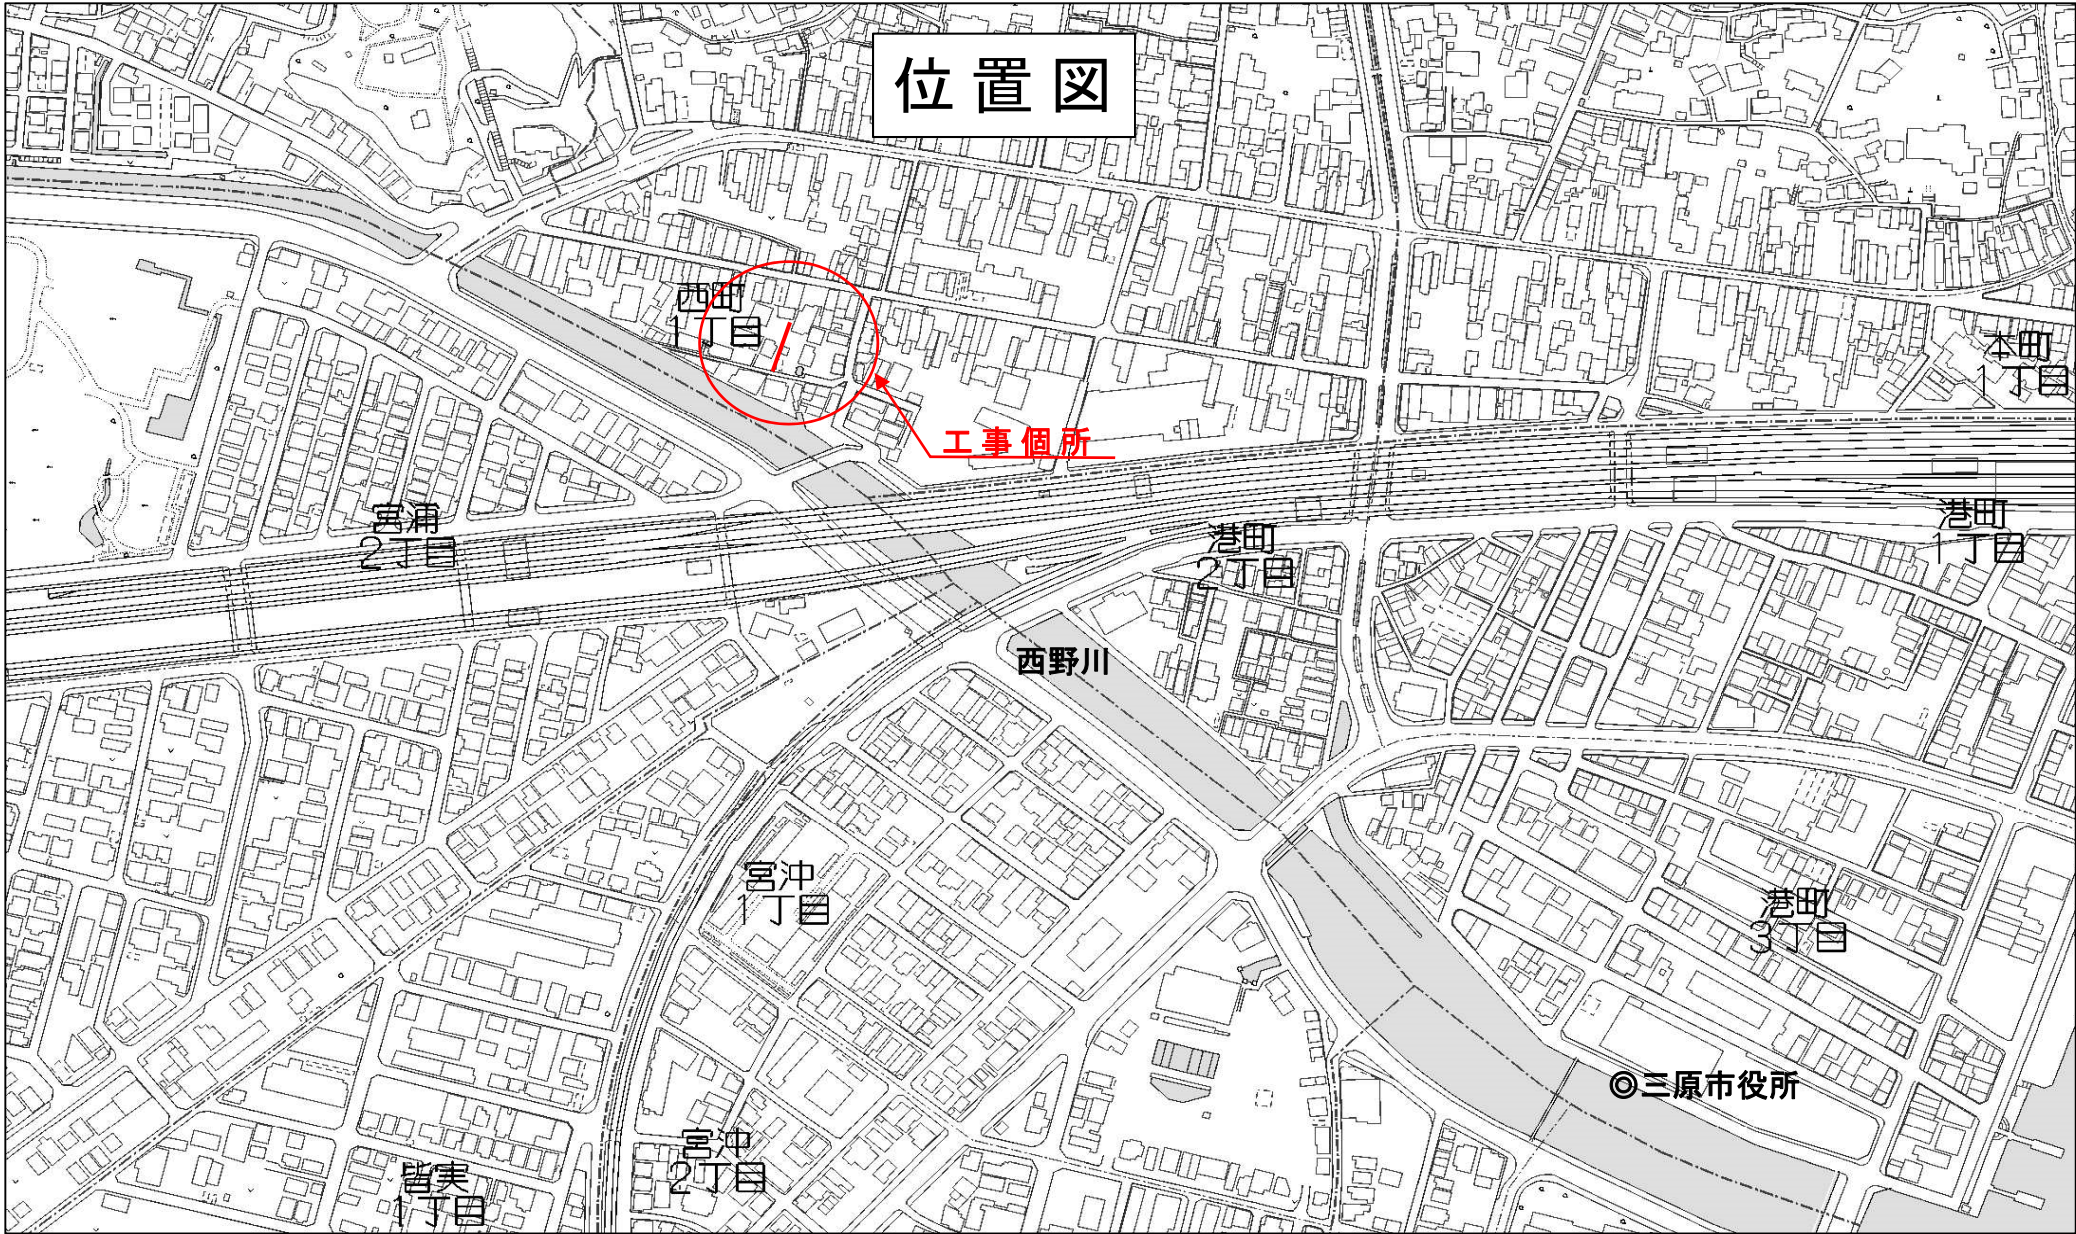 位置図
西町
1丁目
本町
1丁目
工事個所
宮浦
2丁目
港町
2丁目
港町
1丁目
西野川
宮沖
1丁目
港町
3丁目
◎三原市役所
宮沖
2丁目
皆実
1丁目